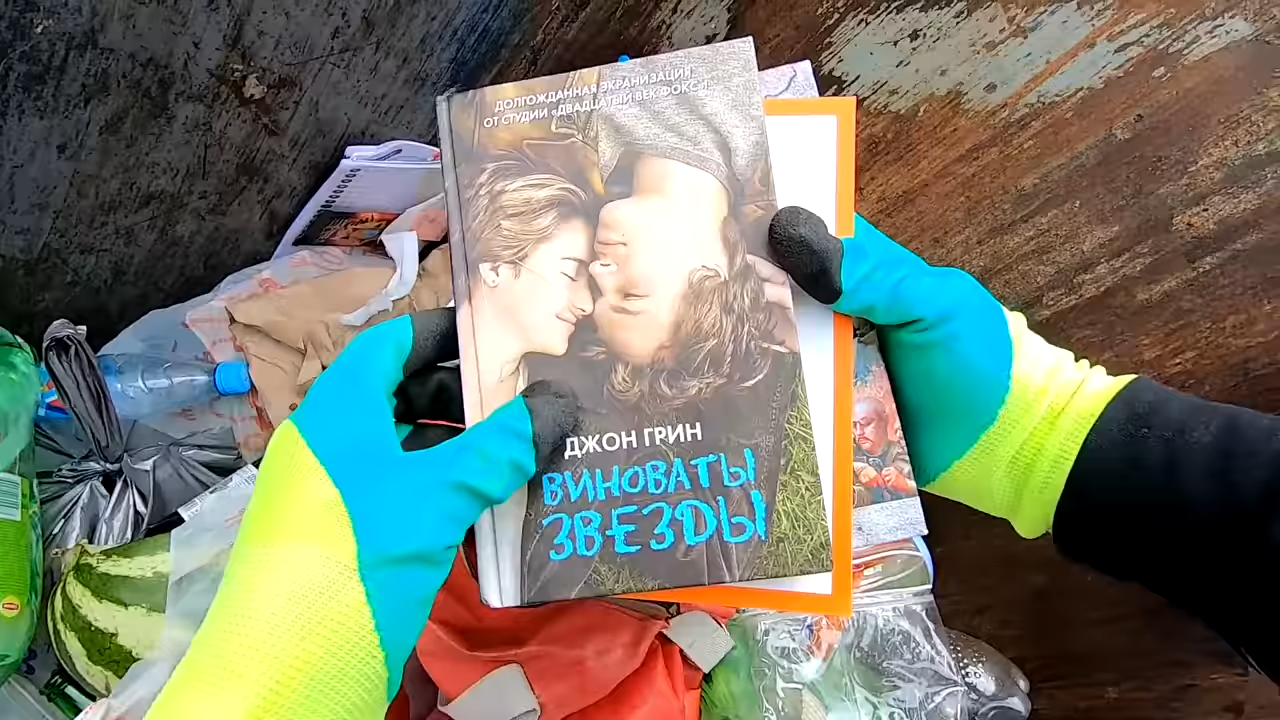 ДОЛГОЖДАННАЯ ЭКРАНИЗАЦИЯ
ОТ СТУДИИ «ДВАДЦАТЫЙ ВЕК ФОКС»!
ДЖОН ГРИН
ВИНОВАТЫ
ЗВЕЗДЫ